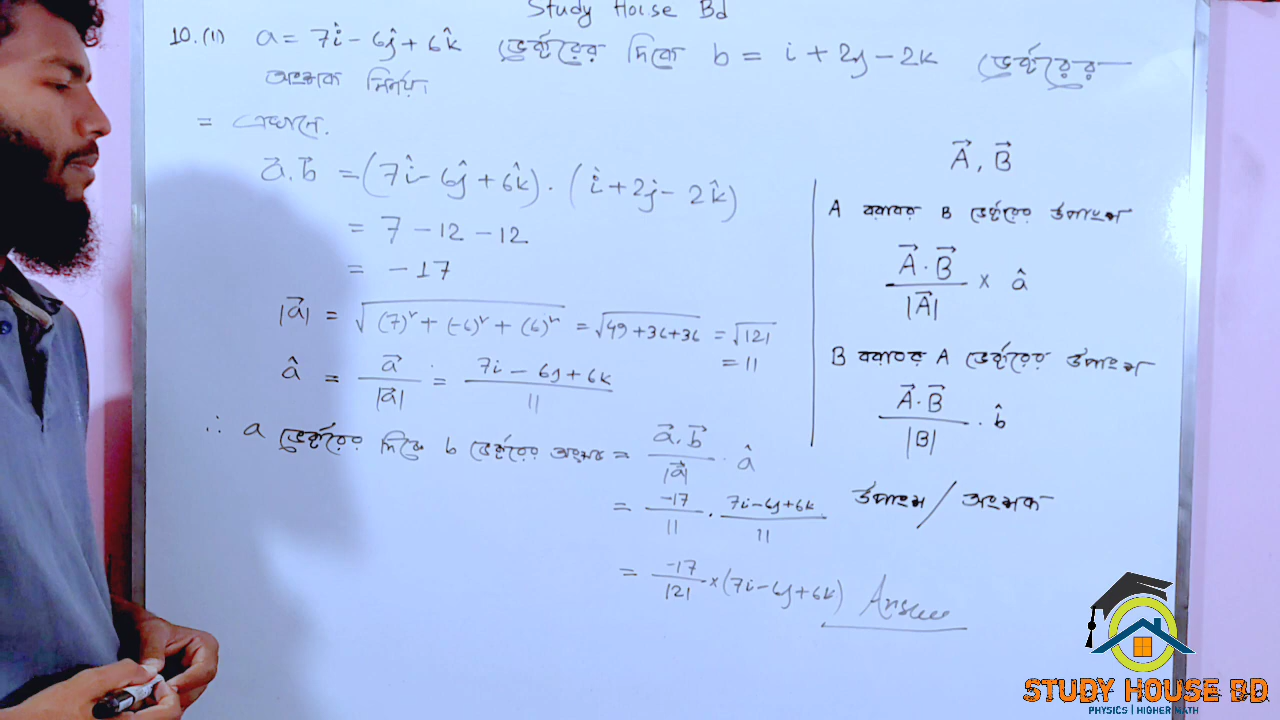 Study House Bd
10.(ii) a = 7î - 6ĵ + 6k̂ ভেক্টরের দিকে b = i + 2j - 2k ভেক্টরের
অংশক নির্ণয়।
= এখানে,
a⃗.b⃗ = (7î - 6ĵ + 6k̂) . (î + 2j - 2k̂)
= 7 - 12 - 12
= - 17
|a⃗| = √((7)² + (-6)² + (6)²) = √(49 + 36 + 36) = √121
= 11
â = a⃗/|a⃗| = (7i - 6j + 6k)/11
∴ a ভেক্টরের দিকে b ভেক্টরের অংশক = (a⃗.b⃗)/|a⃗| . â
= -17/11 . (7i - 6j + 6k)/11
= -17/121 × (7i - 6j + 6k) Answer
A⃗, B⃗
A বরাবর B ভেক্টরের উপাংশ
(A⃗.B⃗)/|A⃗| × â
B বরাবর A ভেক্টরের উপাংশ
(A⃗.B⃗)/|B| . b̂
উপাংশ / অংশক
STUDY HOUSE BD
PHYSICS | HIGHER MATH